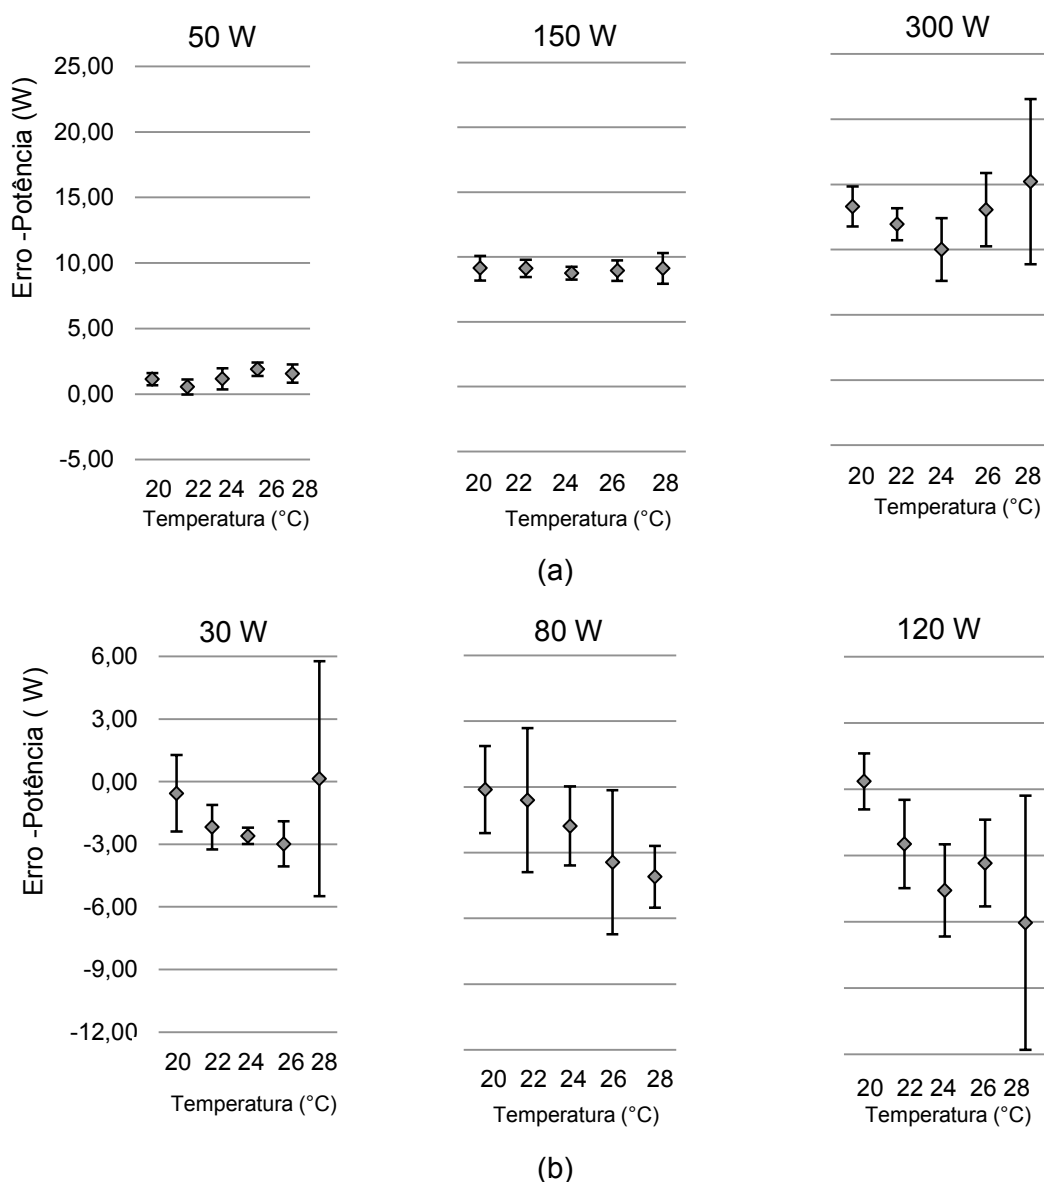 50 W
150 W
300 W
Erro -Potência (W)
25,00
20,00
15,00
10,00
5,00
0,00
-5,00
20 22 24 26 28
20 22 24 26 28
20 22 24 26 28
Temperatura (°C)
Temperatura (°C)
Temperatura (°C)
(a)
30 W
80 W
120 W
Erro -Potência ( W)
6,00
3,00
0,00
-3,00
-6,00
-9,00
-12,00
20 22 24 26 28
20 22 24 26 28
20 22 24 26 28
Temperatura (°C)
Temperatura (°C)
Temperatura (°C)
(b)